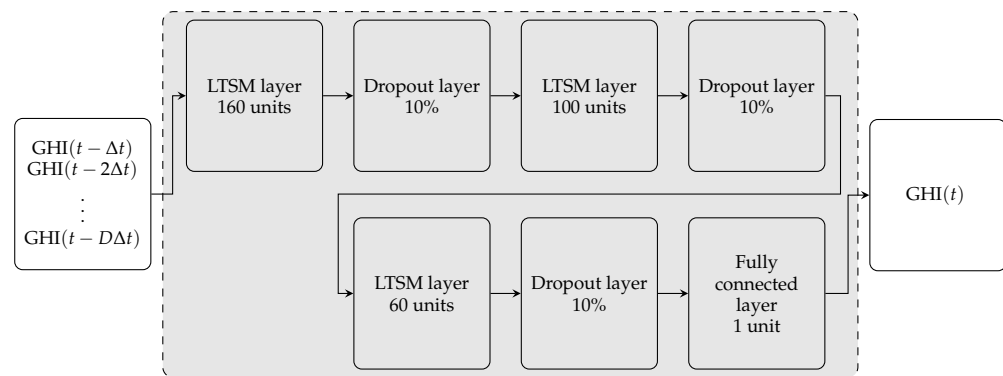 GHI(t − Δt)
GHI(t − 2Δt)
⋮
GHI(t − DΔt)
LTSM layer
160 units
Dropout layer
10%
LTSM layer
100 units
Dropout layer
10%
LTSM layer
60 units
Dropout layer
10%
Fully
connected
layer
1 unit
GHI(t)